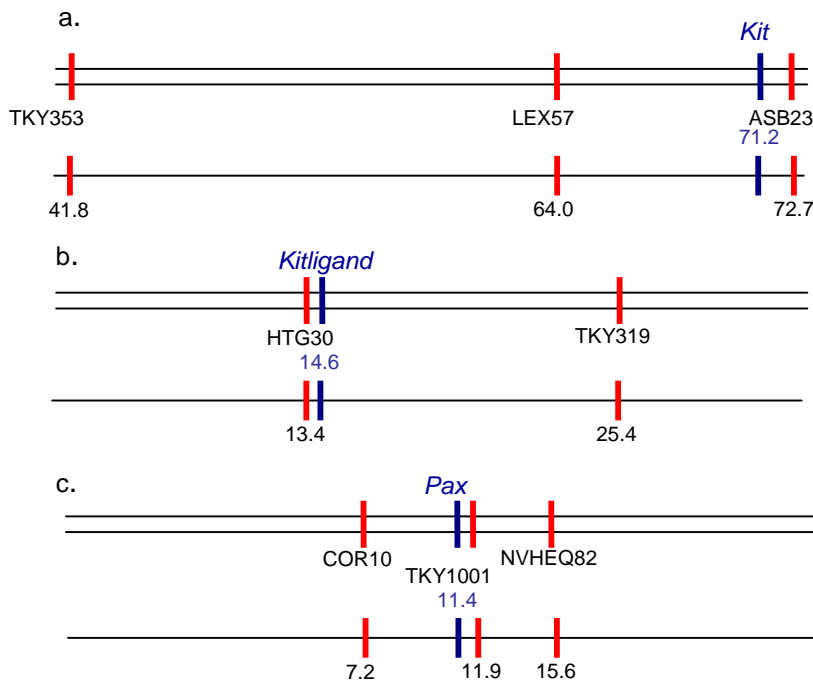 a.
Kit
TKY353 LEX57 ASB23
71.2
41.8 64.0 72.7
b.
Kitligand
HTG30 TKY319
14.6
13.4 25.4
c.
Pax
COR10 TKY1001 NVHEQ82
11.4
7.2 11.9 15.6